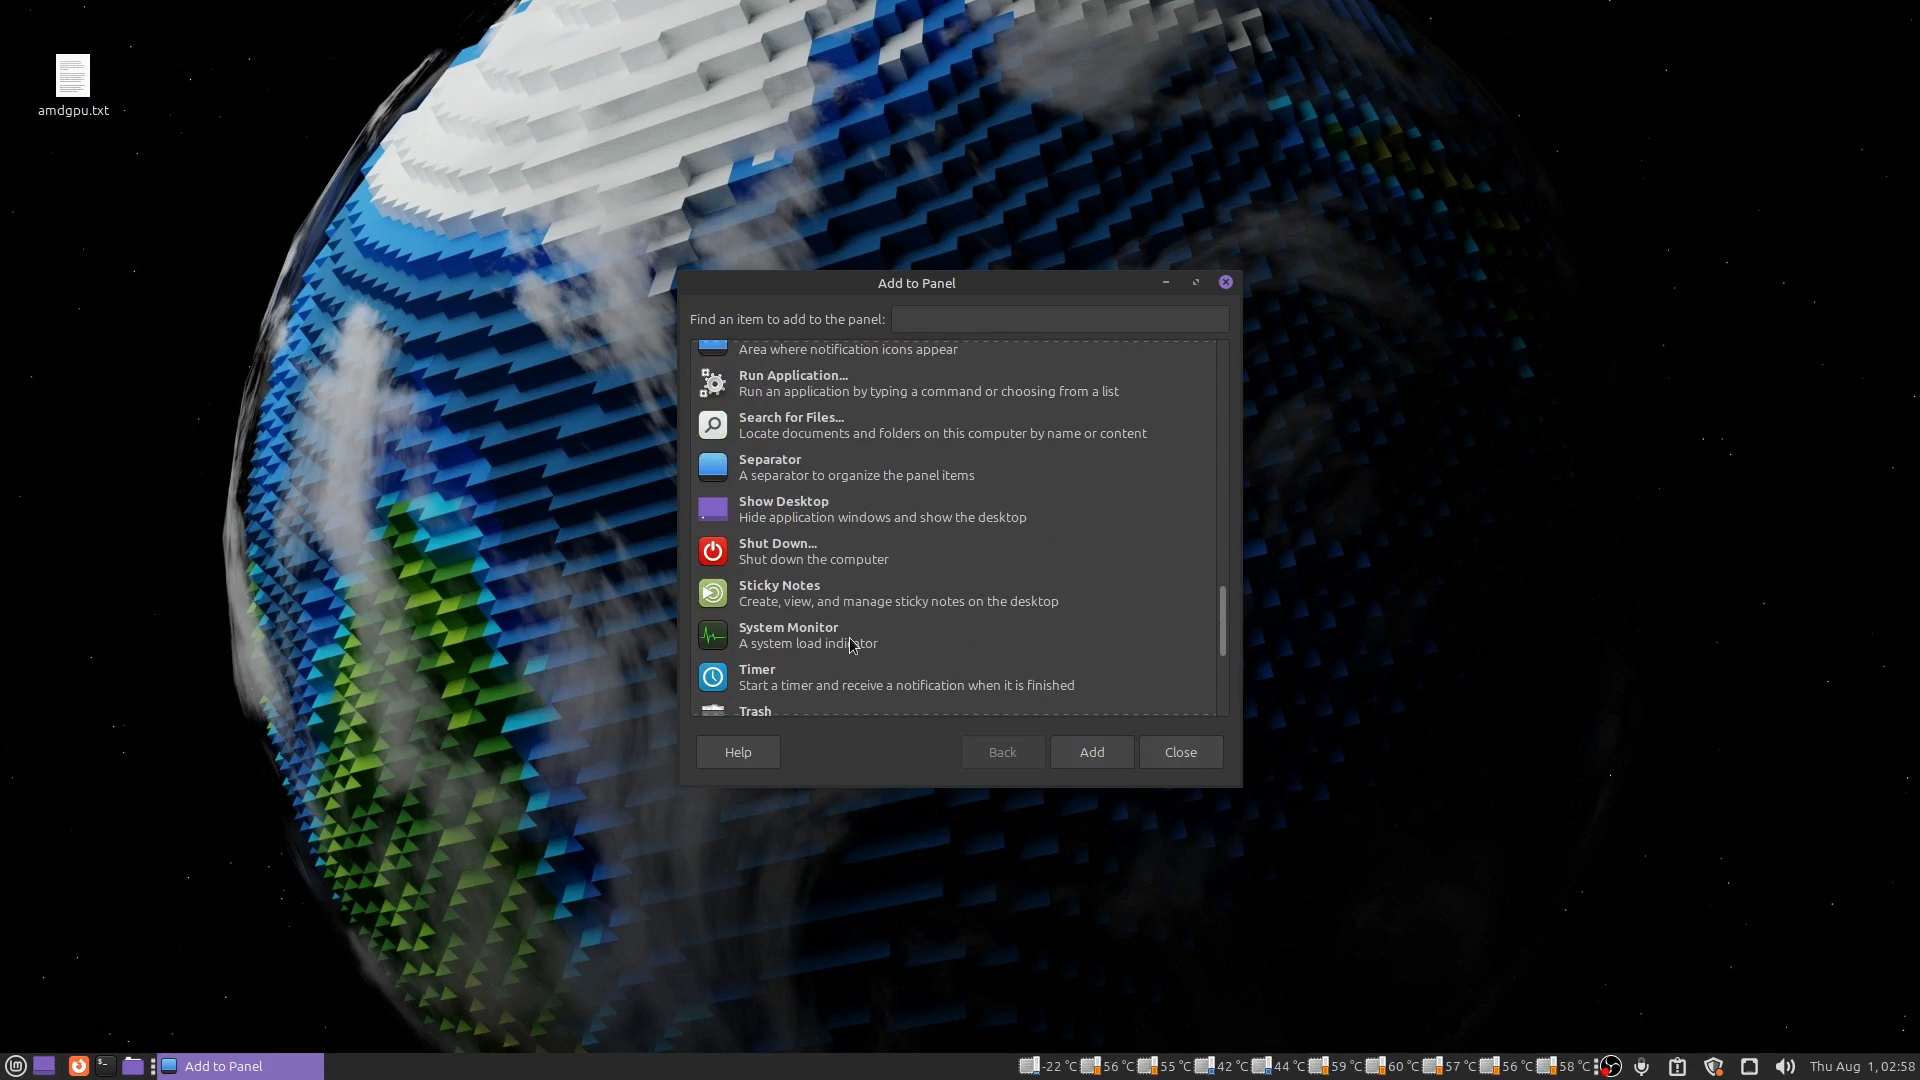 amdgpu.txt
Add to Panel
Find an item to add to the panel:
Area where notification icons appear
Run Application...
Run an application by typing a command or choosing from a list
Search for Files...
Locate documents and folders on this computer by name or content
Separator
A separator to organize the panel items
Show Desktop
Hide application windows and show the desktop
Shut Down...
Shut down the computer
Sticky Notes
Create, view, and manage sticky notes on the desktop
System Monitor
A system load indicator
Timer
Start a timer and receive a notification when it is finished
Trash
Help Back Add Close
Add to Panel -22 °C 56 °C 55 °C 42 °C 44 °C 59 °C 60 °C 57 °C 56 °C 58 °C Thu Aug 1, 02:58